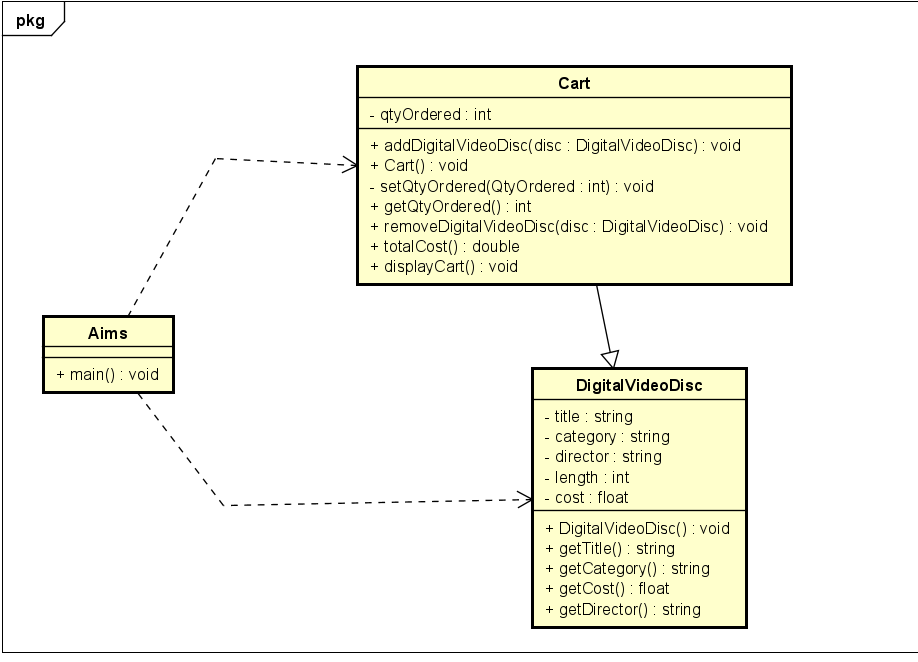 pkg
Cart
- qtyOrdered : int
+ addDigitalVideoDisc(disc : DigitalVideoDisc) : void
+ Cart() : void
- setQtyOrdered(QtyOrdered : int) : void
+ getQtyOrdered() : int
+ removeDigitalVideoDisc(disc : DigitalVideoDisc) : void
+ totalCost() : double
+ displayCart() : void
Aims
+ main() : void
DigitalVideoDisc
- title : string
- category : string
- director : string
- length : int
- cost : float
+ DigitalVideoDisc() : void
+ getTitle() : string
+ getCategory() : string
+ getCost() : float
+ getDirector() : string